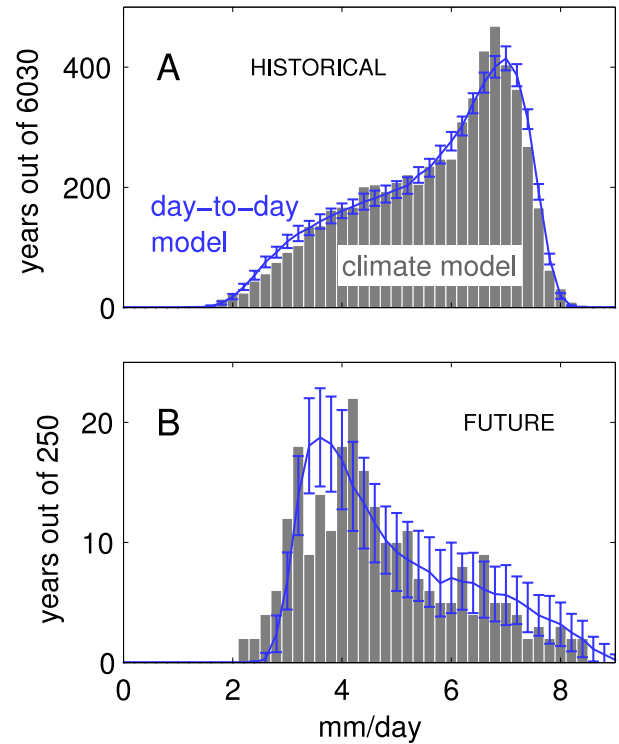 A
HISTORICAL
400
200
0
years out of 6030
day-to-day
model
climate model
B
FUTURE
20
10
0
years out of 250
0 2 4 6 8
mm/day